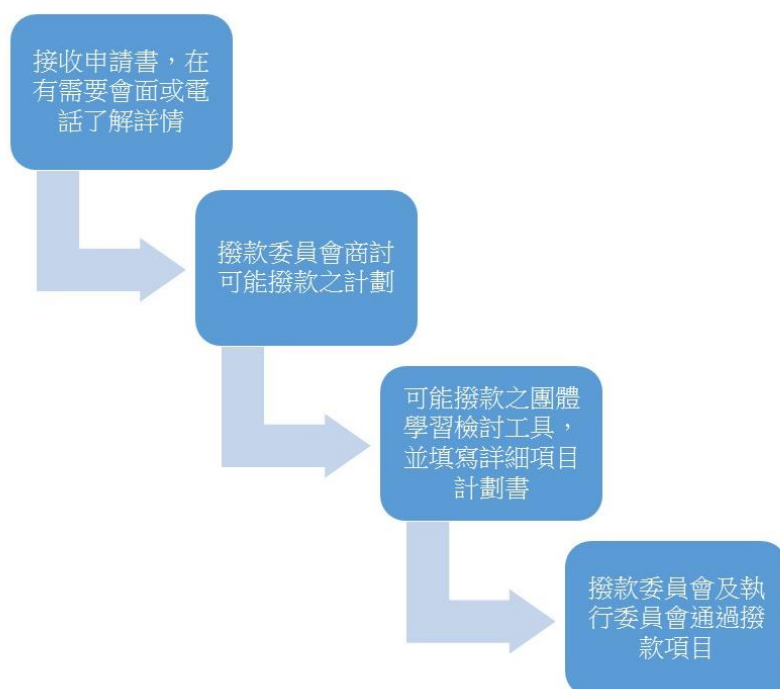 接收申請書，在
有需要會面或電
話了解詳情
撥款委員會商討
可能撥款之計劃
可能撥款之團體
學習檢討工具，
並填寫詳細項目
計劃書
撥款委員會及執
行委員會通過撥
款項目